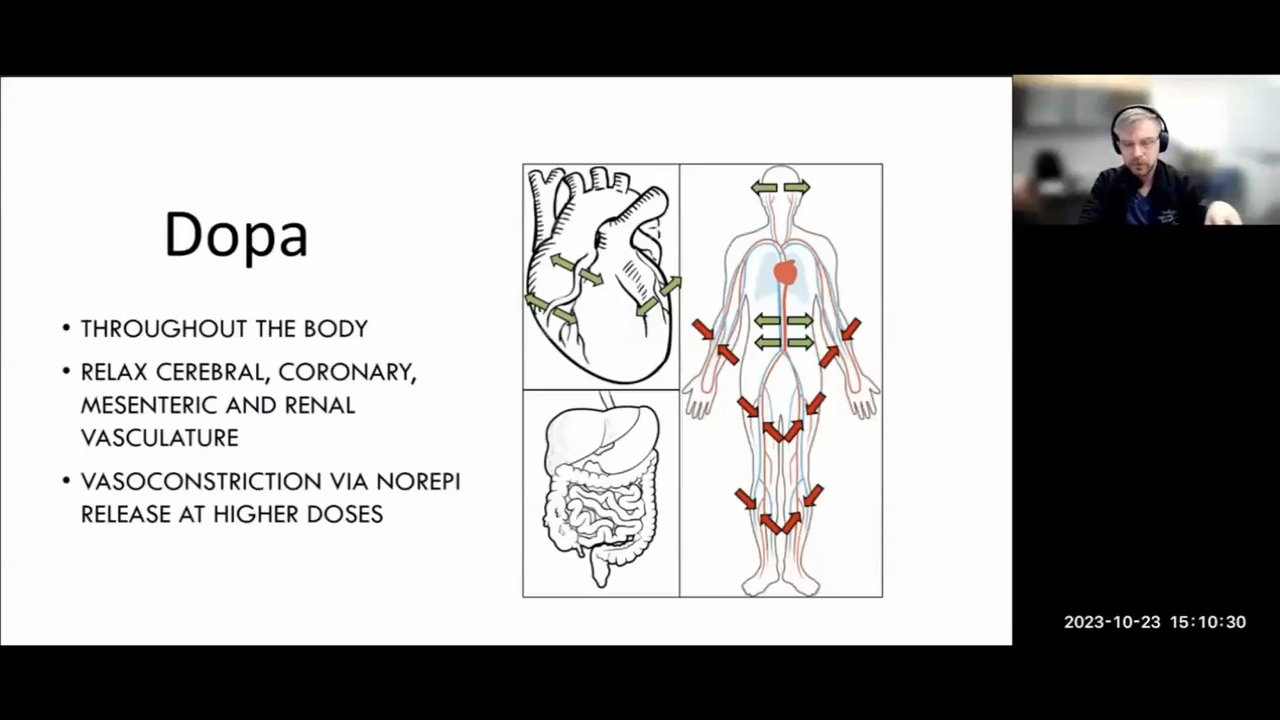 Dopa
• THROUGHOUT THE BODY
• RELAX CEREBRAL, CORONARY,
MESENTERIC AND RENAL
VASCULATURE
• VASOCONSTRICTION VIA NOREPI
RELEASE AT HIGHER DOSES
2023-10-23 15:10:30